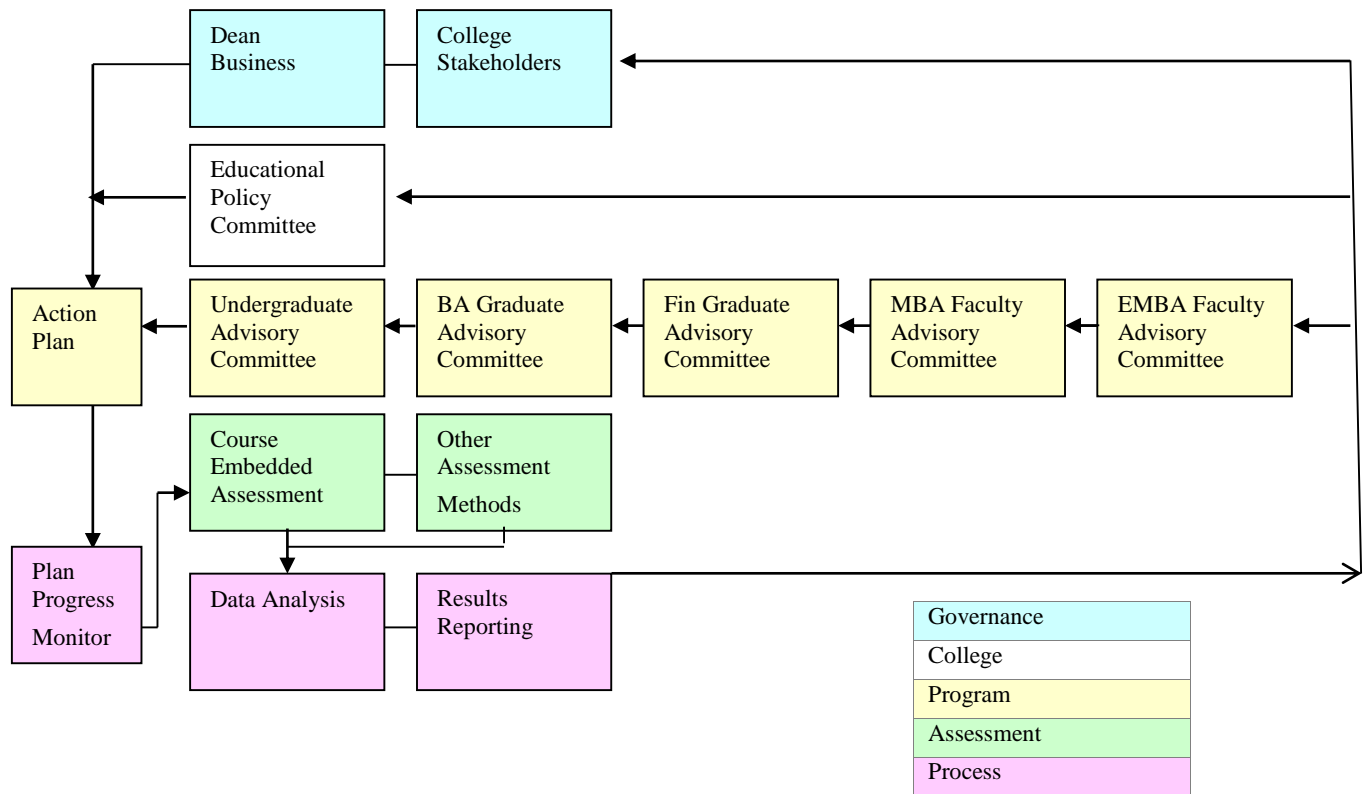 Dean
Business
College
Stakeholders
Educational
Policy
Committee
Action
Plan
Undergraduate
Advisory
Committee
BA Graduate
Advisory
Committee
Fin Graduate
Advisory
Committee
MBA Faculty
Advisory
Committee
EMBA Faculty
Advisory
Committee
Course
Embedded
Assessment
Other
Assessment
Methods
Plan
Progress
Monitor
Data Analysis
Results
Reporting
Governance
College
Program
Assessment
Process